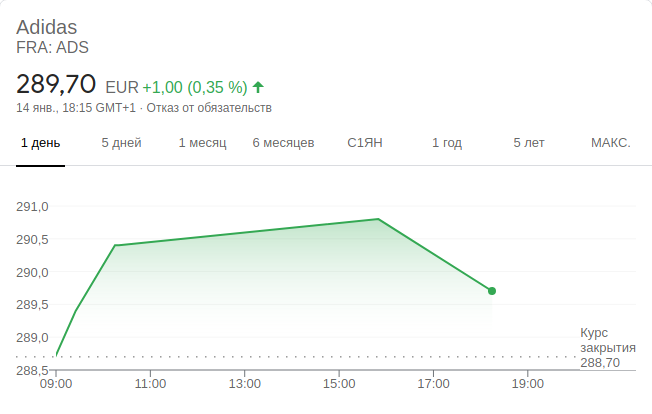 Adidas
FRA: ADS
289,70 EUR +1,00 (0,35 %)
14 янв., 18:15 GMT+1 · Отказ от обязательств
1 день 5 дней 1 месяц 6 месяцев С1ЯН 1 год 5 лет МАКС.
291,0
290,5
290,0
289,5
289,0
288,5
Курс
закрытия
288,70
09:00 11:00 13:00 15:00 17:00 19:00